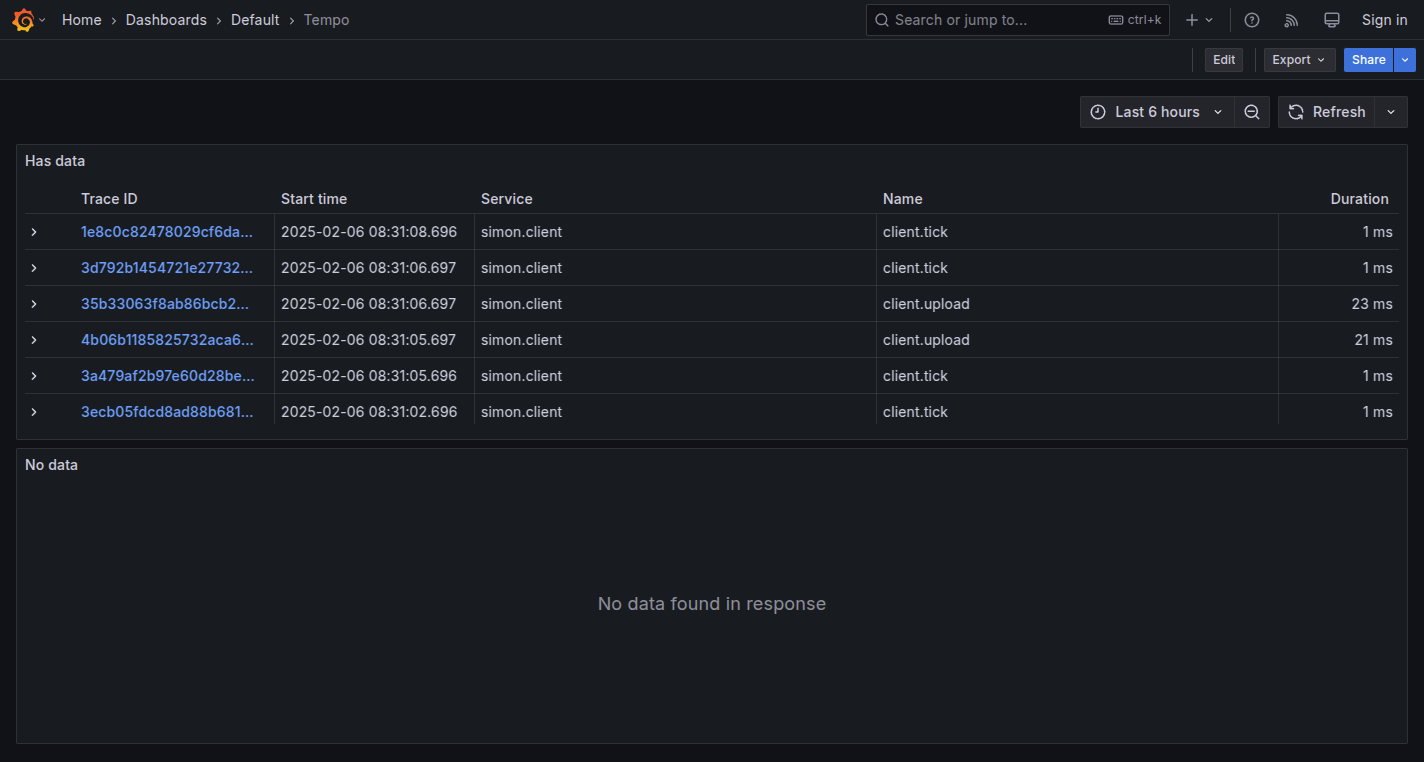 Home › Dashboards › Default › Tempo Search or jump to... ctrl+k Sign in
Edit Export Share
Last 6 hours Refresh
Has data
Trace ID Start time Service Name Duration
1e8c0c82478029cf6da... 2025-02-06 08:31:08.696 simon.client client.tick 1 ms
3d792b1454721e27732... 2025-02-06 08:31:06.697 simon.client client.tick 1 ms
35b33063f8ab86bcb2... 2025-02-06 08:31:06.697 simon.client client.upload 23 ms
4b06b1185825732aca6... 2025-02-06 08:31:05.697 simon.client client.upload 21 ms
3a479af2b97e60d28be... 2025-02-06 08:31:05.696 simon.client client.tick 1 ms
3ecb05fdcd8ad88b681... 2025-02-06 08:31:02.696 simon.client client.tick 1 ms
No data
No data found in response